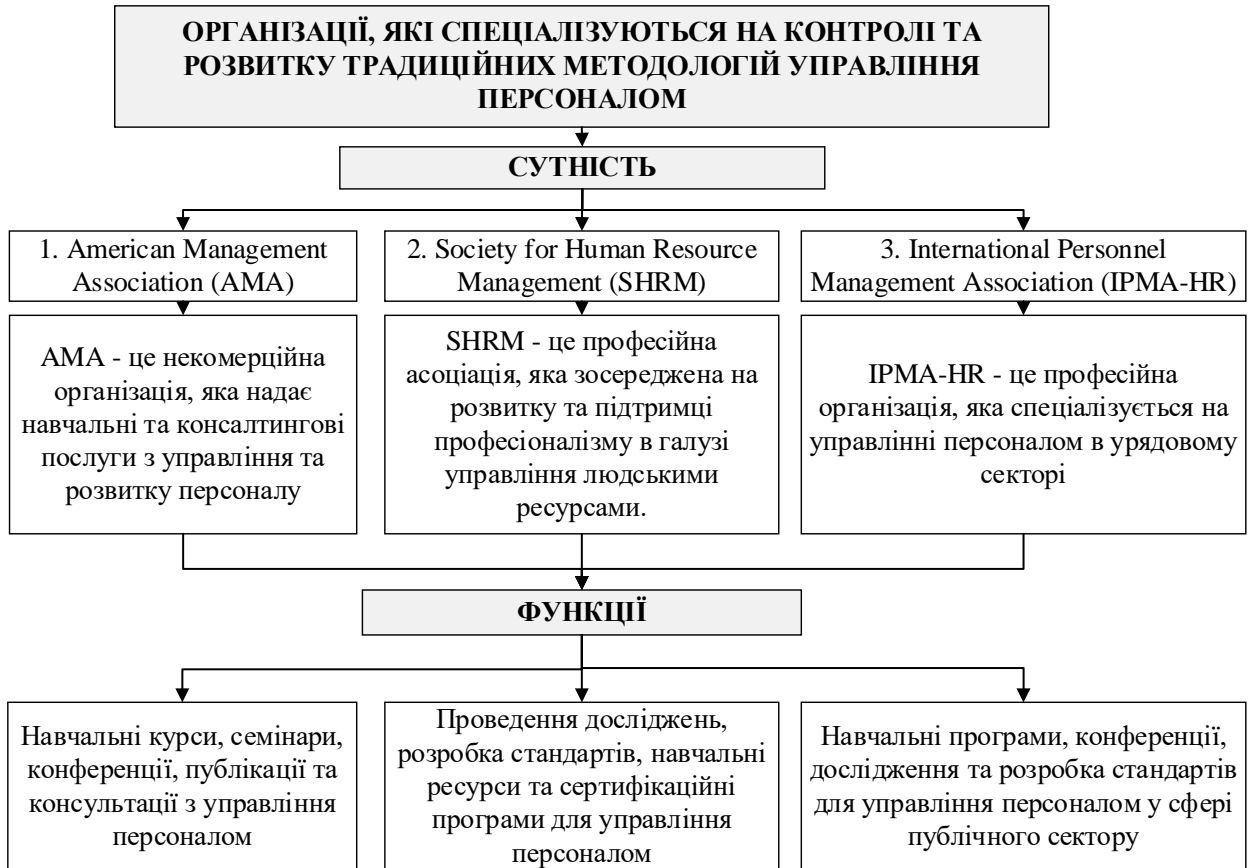 ОРГАНІЗАЦІЇ, ЯКІ СПЕЦІАЛІЗУЮТЬСЯ НА КОНТРОЛІ ТА
РОЗВИТКУ ТРАДИЦІЙНИХ МЕТОДОЛОГІЙ УПРАВЛІННЯ
ПЕРСОНАЛОМ
СУТНІСТЬ
1. American Management
Association (AMA)
2. Society for Human Resource
Management (SHRM)
3. International Personnel
Management Association (IPMA-HR)
AMA - це некомерційна
організація, яка надає
навчальні та консалтингові
послуги з управління та
розвитку персоналу
SHRM - це професійна
асоціація, яка зосереджена на
розвитку та підтримці
професіоналізму в галузі
управління людськими
ресурсами.
IPMA-HR - це професійна
організація, яка спеціалізується на
управлінні персоналом в урядовому
секторі
ФУНКЦІЇ
Навчальні курси, семінари,
конференції, публікації та
консультації з управління
персоналом
Проведення досліджень,
розробка стандартів, навчальні
ресурси та сертифікаційні
програми для управління
персоналом
Навчальні програми, конференції,
дослідження та розробка стандартів
для управління персоналом у сфері
публічного сектору